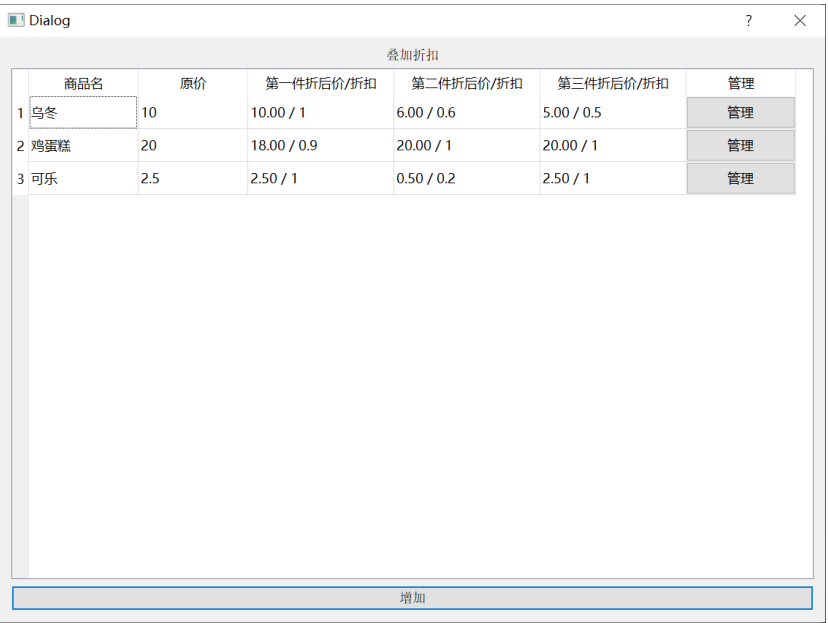 Dialog
叠加折扣
商品名 原价 第一件折后价/折扣 第二件折后价/折扣 第三件折后价/折扣 管理
1 乌冬 10 10.00 / 1 6.00 / 0.6 5.00 / 0.5 管理
2 鸡蛋糕 20 18.00 / 0.9 20.00 / 1 20.00 / 1 管理
3 可乐 2.5 2.50 / 1 0.50 / 0.2 2.50 / 1 管理
增加